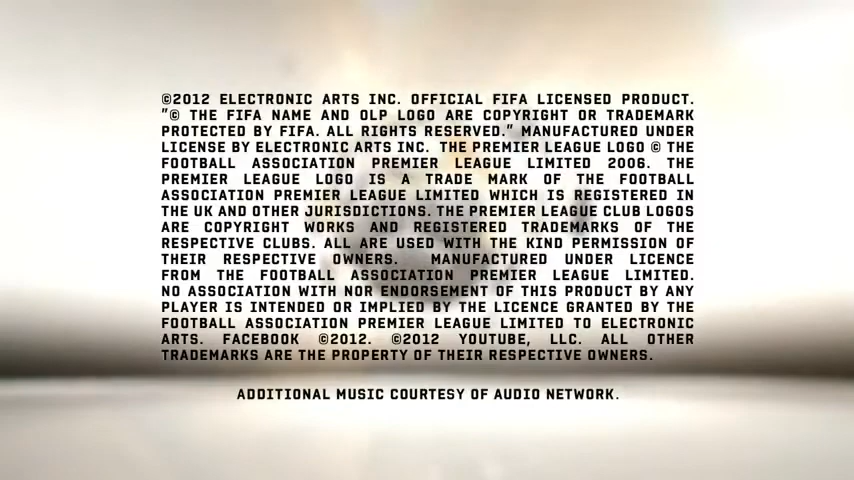 ©2012 ELECTRONIC ARTS INC. OFFICIAL FIFA LICENSED PRODUCT.
"© THE FIFA NAME AND OLP LOGO ARE COPYRIGHT OR TRADEMARK
PROTECTED BY FIFA. ALL RIGHTS RESERVED." MANUFACTURED UNDER
LICENSE BY ELECTRONIC ARTS INC. THE PREMIER LEAGUE LOGO © THE
FOOTBALL ASSOCIATION PREMIER LEAGUE LIMITED 2006. THE
PREMIER LEAGUE LOGO IS A TRADE MARK OF THE FOOTBALL
ASSOCIATION PREMIER LEAGUE LIMITED WHICH IS REGISTERED IN
THE UK AND OTHER JURISDICTIONS. THE PREMIER LEAGUE CLUB LOGOS
ARE COPYRIGHT WORKS AND REGISTERED TRADEMARKS OF THE
RESPECTIVE CLUBS. ALL ARE USED WITH THE KIND PERMISSION OF
THEIR RESPECTIVE OWNERS. MANUFACTURED UNDER LICENCE
FROM THE FOOTBALL ASSOCIATION PREMIER LEAGUE LIMITED.
NO ASSOCIATION WITH NOR ENDORSEMENT OF THIS PRODUCT BY ANY
PLAYER IS INTENDED OR IMPLIED BY THE LICENCE GRANTED BY THE
FOOTBALL ASSOCIATION PREMIER LEAGUE LIMITED TO ELECTRONIC
ARTS. FACEBOOK ©2012. ©2012 YOUTUBE, LLC. ALL OTHER
TRADEMARKS ARE THE PROPERTY OF THEIR RESPECTIVE OWNERS.
ADDITIONAL MUSIC COURTESY OF AUDIO NETWORK.